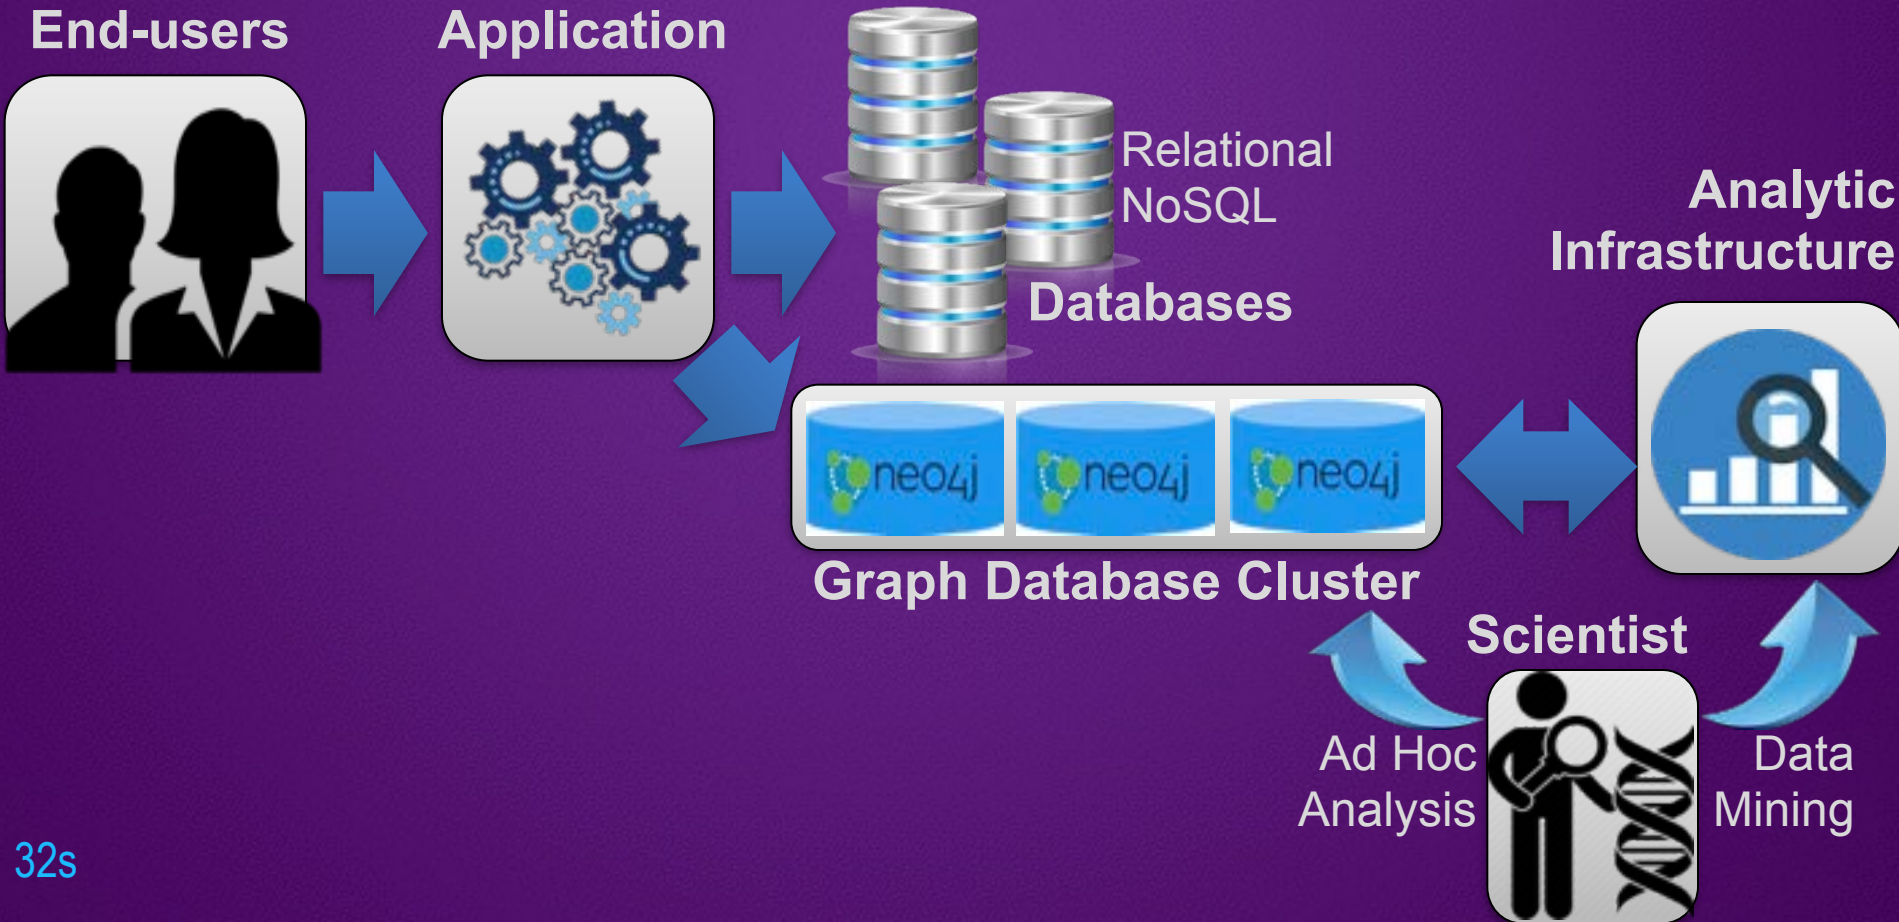 End-users
Application
Relational
NoSQL
Databases
Analytic
Infrastructure
neo4j
neo4j
neo4j
Graph Database Cluster
Scientist
Ad Hoc
Analysis
Data
Mining
32s